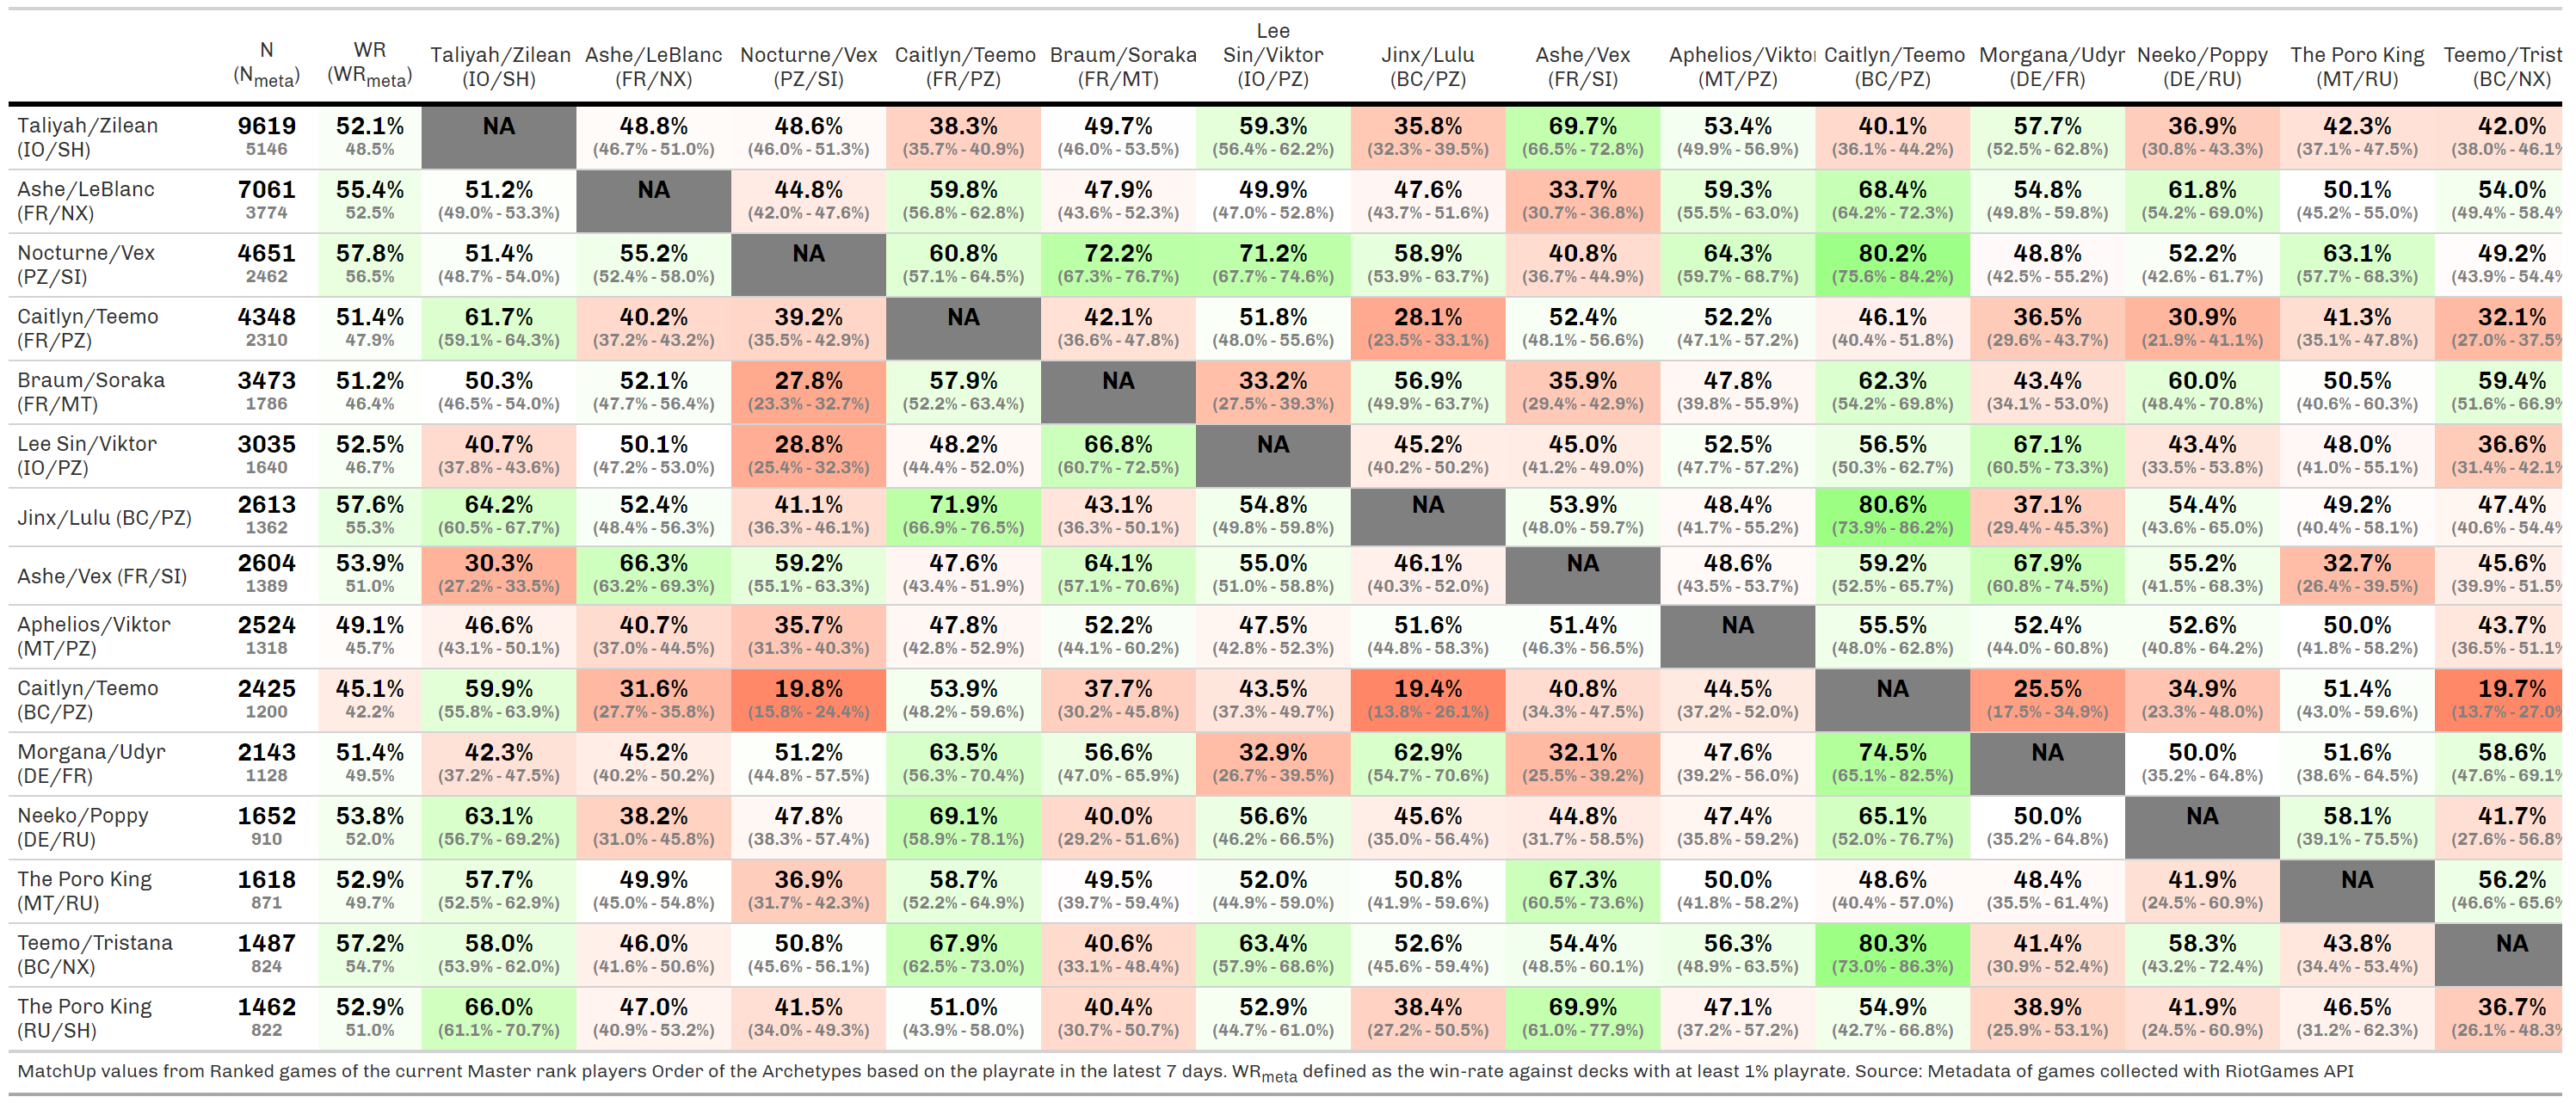 N WR Taliyah/Zilean Ashe/LeBlanc Nocturne/Vex Caitlyn/Teemo Braum/Soraka Lee Sin/Viktor Jinx/Lulu Ashe/Vex Aphelios/Viktor Caitlyn/Teemo Morgana/Udyr Neeko/Poppy The Poro King Teemo/Trist
(Nmeta) (WRmeta) (IO/SH) (FR/NX) (PZ/SI) (FR/PZ) (FR/MT) (IO/PZ) (BC/PZ) (FR/SI) (MT/PZ) (BC/PZ) (DE/FR) (DE/RU) (MT/RU) (BC/NX)
Taliyah/Zilean 9619 52.1% NA 48.8% 48.6% 38.3% 49.7% 59.3% 35.8% 69.7% 53.4% 40.1% 57.7% 36.9% 42.3% 42.0%
(IO/SH) 5146 48.5% (46.7% - 51.0%) (46.0% - 51.3%) (35.7% - 40.9%) (46.0% - 53.5%) (56.4% - 62.2%) (32.3% - 39.5%) (66.5% - 72.8%) (49.9% - 56.9%) (36.1% - 44.2%) (52.5% - 62.8%) (30.8% - 43.3%) (37.1% - 47.5%) (38.0% - 46.1%
Ashe/LeBlanc 7061 55.4% 51.2% NA 44.8% 59.8% 47.9% 49.9% 47.6% 33.7% 59.3% 68.4% 54.8% 61.8% 50.1% 54.0%
(FR/NX) 3774 52.5% (49.0% - 53.3%) (42.0% - 47.6%) (56.8% - 62.8%) (43.6% - 52.3%) (47.0% - 52.8%) (43.7% - 51.6%) (30.7% - 36.8%) (55.5% - 63.0%) (64.2% - 72.3%) (49.8% - 59.8%) (54.2% - 69.0%) (45.2% - 55.0%) (49.4% - 58.4%
Nocturne/Vex 4651 57.8% 51.4% 55.2% NA 60.8% 72.2% 71.2% 58.9% 40.8% 64.3% 80.2% 48.8% 52.2% 63.1% 49.2%
(PZ/SI) 2462 56.5% (48.7% - 54.0%) (52.4% - 58.0%) (57.1% - 64.5%) (67.3% - 76.7%) (67.7% - 74.6%) (53.9% - 63.7%) (36.7% - 44.9%) (59.7% - 68.7%) (75.6% - 84.2%) (42.5% - 55.2%) (42.6% - 61.7%) (57.7% - 68.3%) (43.9% - 54.4%
Caitlyn/Teemo 4348 51.4% 61.7% 40.2% 39.2% NA 42.1% 51.8% 28.1% 52.4% 52.2% 46.1% 36.5% 30.9% 41.3% 32.1%
(FR/PZ) 2310 47.9% (59.1% - 64.3%) (37.2% - 43.2%) (35.5% - 42.9%) (36.6% - 47.8%) (48.0% - 55.6%) (23.5% - 33.1%) (48.1% - 56.6%) (47.1% - 57.2%) (40.4% - 51.8%) (29.6% - 43.7%) (21.9% - 41.1%) (35.1% - 47.8%) (27.0% - 37.5%
Braum/Soraka 3473 51.2% 50.3% 52.1% 27.8% 57.9% NA 33.2% 56.9% 35.9% 47.8% 62.3% 43.4% 60.0% 50.5% 59.4%
(FR/MT) 1786 46.4% (46.5% - 54.0%) (47.7% - 56.4%) (23.3% - 32.7%) (52.2% - 63.4%) (27.5% - 39.3%) (49.9% - 63.7%) (29.4% - 42.9%) (39.8% - 55.9%) (54.2% - 69.8%) (34.1% - 53.0%) (48.4% - 70.8%) (40.6% - 60.3%) (51.6% - 66.9%
Lee Sin/Viktor 3035 52.5% 40.7% 50.1% 28.8% 48.2% 66.8% NA 45.2% 45.0% 52.5% 56.5% 67.1% 43.4% 48.0% 36.6%
(IO/PZ) 1640 46.7% (37.8% - 43.6%) (47.2% - 53.0%) (25.4% - 32.3%) (44.4% - 52.0%) (60.7% - 72.5%) (40.2% - 50.2%) (41.2% - 49.0%) (47.7% - 57.2%) (50.3% - 62.7%) (60.5% - 73.3%) (33.5% - 53.8%) (41.0% - 55.1%) (31.4% - 42.1%
Jinx/Lulu (BC/PZ) 2613 57.6% 64.2% 52.4% 41.1% 71.9% 43.1% 54.8% NA 53.9% 48.4% 80.6% 37.1% 54.4% 49.2% 47.4%
1362 55.3% (60.5% - 67.7%) (48.4% - 56.3%) (36.3% - 46.1%) (66.9% - 76.5%) (36.3% - 50.1%) (49.8% - 59.8%) (48.0% - 59.7%) (41.7% - 55.2%) (73.9% - 86.2%) (29.4% - 45.3%) (43.6% - 65.0%) (40.4% - 58.1%) (40.6% - 54.4%
Ashe/Vex (FR/SI) 2604 53.9% 30.3% 66.3% 59.2% 47.6% 64.1% 55.0% 46.1% NA 48.6% 59.2% 67.9% 55.2% 32.7% 45.6%
1389 51.0% (27.2% - 33.5%) (63.2% - 69.3%) (55.1% - 63.3%) (43.4% - 51.9%) (57.1% - 70.6%) (51.0% - 58.8%) (40.3% - 52.0%) (43.5% - 53.7%) (52.5% - 65.7%) (60.8% - 74.5%) (41.5% - 68.3%) (26.4% - 39.5%) (39.9% - 51.5%
Aphelios/Viktor 2524 49.1% 46.6% 40.7% 35.7% 47.8% 52.2% 47.5% 51.6% 51.4% NA 55.5% 52.4% 52.6% 50.0% 43.7%
(MT/PZ) 1318 45.7% (43.1% - 50.1%) (37.0% - 44.5%) (31.3% - 40.3%) (42.8% - 52.9%) (44.1% - 60.2%) (42.8% - 52.3%) (44.8% - 58.3%) (46.3% - 56.5%) (48.0% - 62.8%) (44.0% - 60.8%) (40.8% - 64.2%) (41.8% - 58.2%) (36.5% - 51.1%
Caitlyn/Teemo 2425 45.1% 59.9% 31.6% 19.8% 53.9% 37.7% 43.5% 19.4% 40.8% 44.5% NA 25.5% 34.9% 51.4% 19.7%
(BC/PZ) 1200 42.2% (55.8% - 63.9%) (27.7% - 35.8%) (15.8% - 24.4%) (48.2% - 59.6%) (30.2% - 45.8%) (37.3% - 49.7%) (13.8% - 26.1%) (34.3% - 47.5%) (37.2% - 52.0%) (17.5% - 34.9%) (23.3% - 48.0%) (43.0% - 59.6%) (13.7% - 27.0%
Morgana/Udyr 2143 51.4% 42.3% 45.2% 51.2% 63.5% 56.6% 32.9% 62.9% 32.1% 47.6% 74.5% NA 50.0% 51.6% 58.6%
(DE/FR) 1128 49.5% (37.2% - 47.5%) (40.2% - 50.2%) (44.8% - 57.5%) (56.3% - 70.4%) (47.0% - 65.9%) (26.7% - 39.5%) (54.7% - 70.6%) (25.5% - 39.2%) (39.2% - 56.0%) (65.1% - 82.5%) (35.2% - 64.8%) (38.6% - 64.5%) (47.6% - 69.1%
Neeko/Poppy 1652 53.8% 63.1% 38.2% 47.8% 69.1% 40.0% 56.6% 45.6% 44.8% 47.4% 65.1% 50.0% NA 58.1% 41.7%
(DE/RU) 910 52.0% (56.7% - 69.2%) (31.0% - 45.8%) (38.3% - 57.4%) (58.9% - 78.1%) (29.2% - 51.6%) (46.2% - 66.5%) (35.0% - 56.4%) (31.7% - 58.5%) (35.8% - 59.2%) (52.0% - 76.7%) (35.2% - 64.8%) (39.1% - 75.5%) (27.6% - 56.8%
The Poro King 1618 52.9% 57.7% 49.9% 36.9% 58.7% 49.5% 52.0% 50.8% 67.3% 50.0% 48.6% 48.4% 41.9% NA 56.2%
(MT/RU) 871 49.7% (52.5% - 62.9%) (45.0% - 54.8%) (31.7% - 42.3%) (52.2% - 64.9%) (39.7% - 59.4%) (44.9% - 59.0%) (41.9% - 59.6%) (60.5% - 73.6%) (41.8% - 58.2%) (40.4% - 57.0%) (35.5% - 61.4%) (24.5% - 60.9%) (46.6% - 65.6%
Teemo/Tristana 1487 57.2% 58.0% 46.0% 50.8% 67.9% 40.6% 63.4% 52.6% 54.4% 56.3% 80.3% 41.4% 58.3% 43.8% NA
(BC/NX) 824 54.7% (53.9% - 62.0%) (41.6% - 50.6%) (45.6% - 56.1%) (62.5% - 73.0%) (33.1% - 48.4%) (57.9% - 68.6%) (45.6% - 59.4%) (48.5% - 60.1%) (48.9% - 63.5%) (73.0% - 86.3%) (30.9% - 52.4%) (43.2% - 72.4%) (34.4% - 53.4%)
The Poro King 1462 52.9% 66.0% 47.0% 41.5% 51.0% 40.4% 52.9% 38.4% 69.9% 47.1% 54.9% 38.9% 41.9% 46.5% 36.7%
(RU/SH) 822 51.0% (61.1% - 70.7%) (40.9% - 53.2%) (34.0% - 49.3%) (43.9% - 58.0%) (30.7% - 50.7%) (44.7% - 61.0%) (27.2% - 50.5%) (61.0% - 77.9%) (37.2% - 57.2%) (42.7% - 66.8%) (25.9% - 53.1%) (24.5% - 60.9%) (31.2% - 62.3%) (26.1% - 48.3%
MatchUp values from Ranked games of the current Master rank players Order of the Archetypes based on the playrate in the latest 7 days. WRmeta defined as the win-rate against decks with at least 1% playrate. Source: Metadata of games collected with RiotGames API